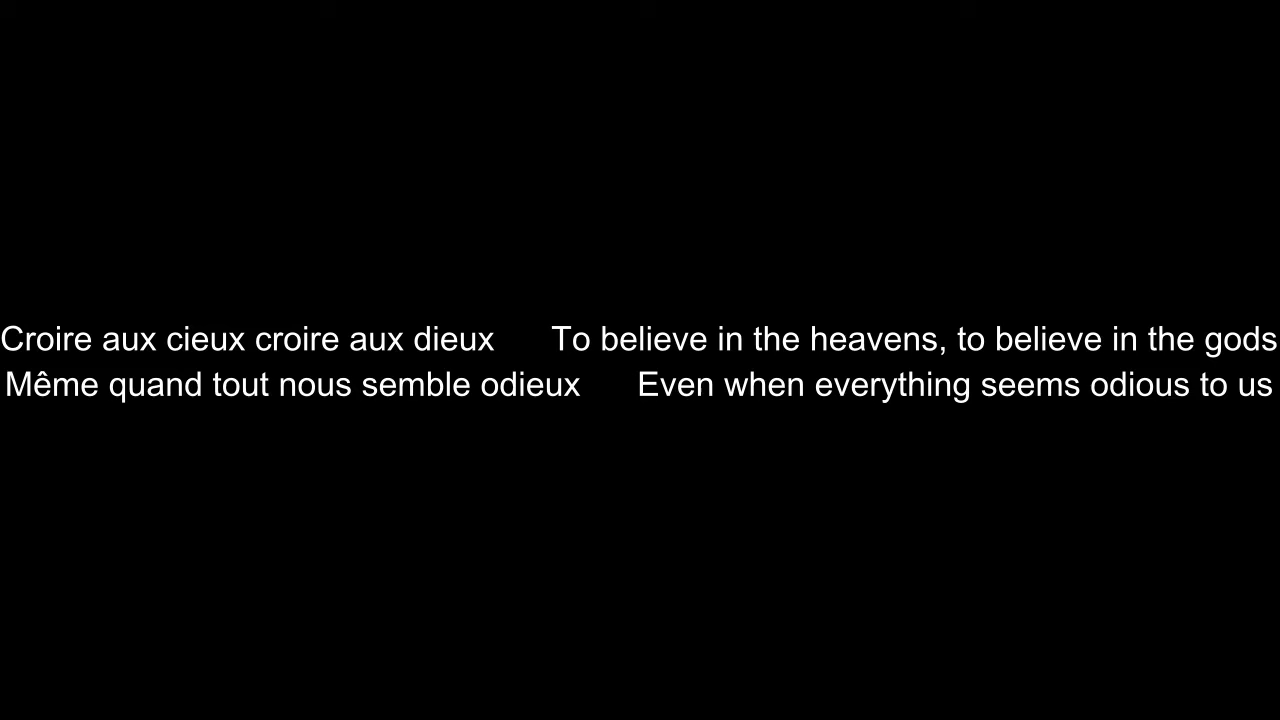 Croire aux cieux croire aux dieux To believe in the heavens, to believe in the gods
Même quand tout nous semble odieux Even when everything seems odious to us